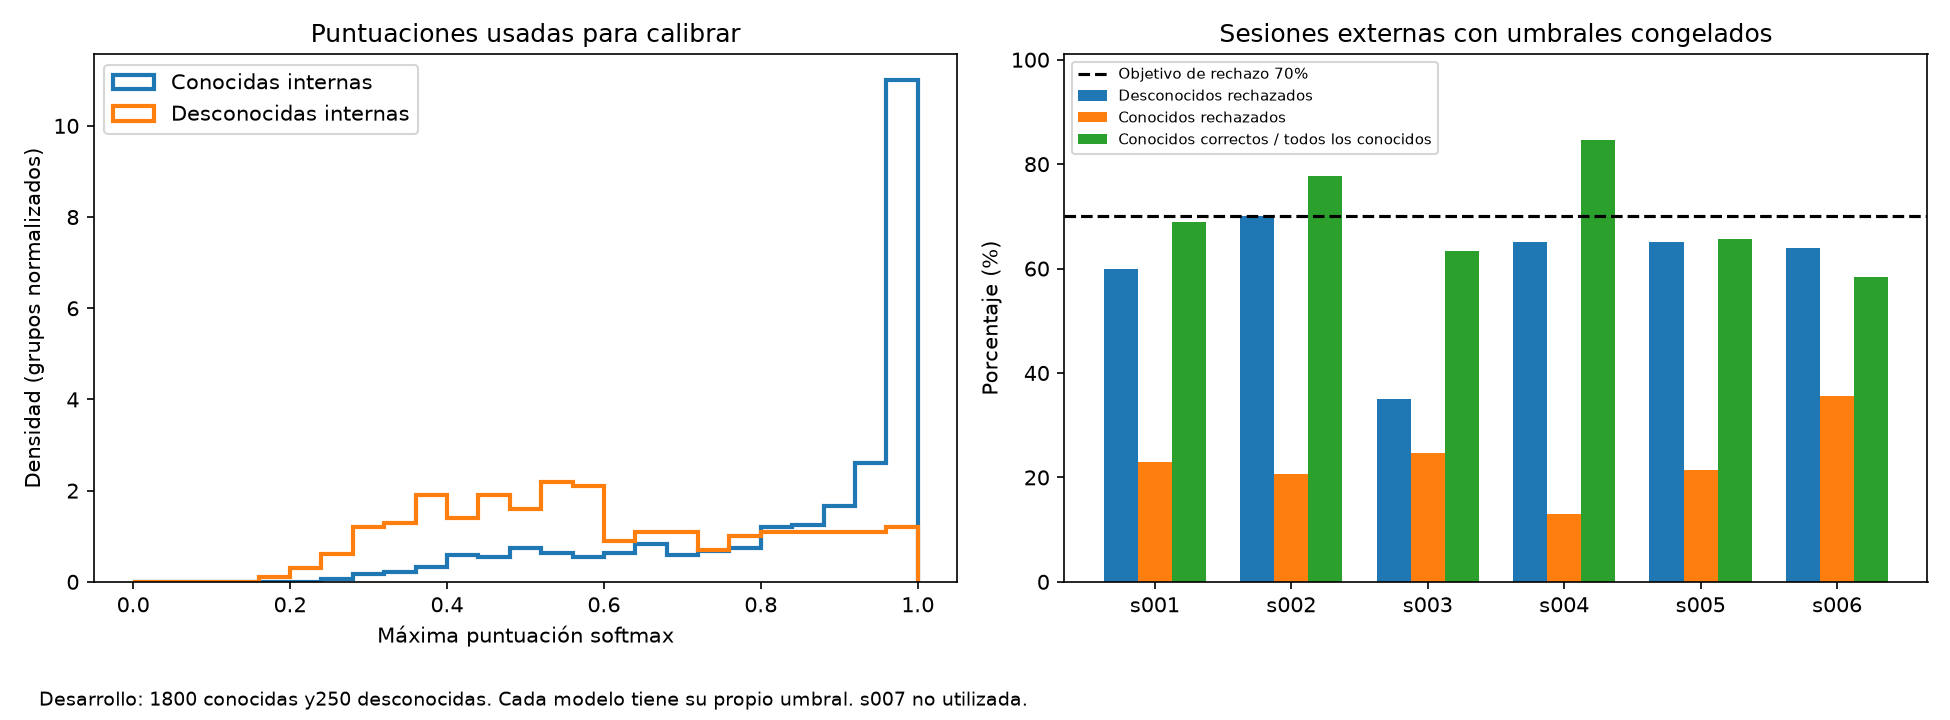 Puntuaciones usadas para calibrar
Conocidas internas
Desconocidas internas
Densidad (grupos normalizados)
10
8
6
4
2
0
0.0
0.2
0.4
0.6
0.8
1.0
Máxima puntuación softmax
Sesiones externas con umbrales congelados
Objetivo de rechazo 70%
Desconocidos rechazados
Conocidos rechazados
Conocidos correctos / todos los conocidos
Porcentaje (%)
100
80
60
40
20
0
s001
s002
s003
s004
s005
s006
Desarrollo: 1800 conocidas y250 desconocidas. Cada modelo tiene su propio umbral. s007 no utilizada.